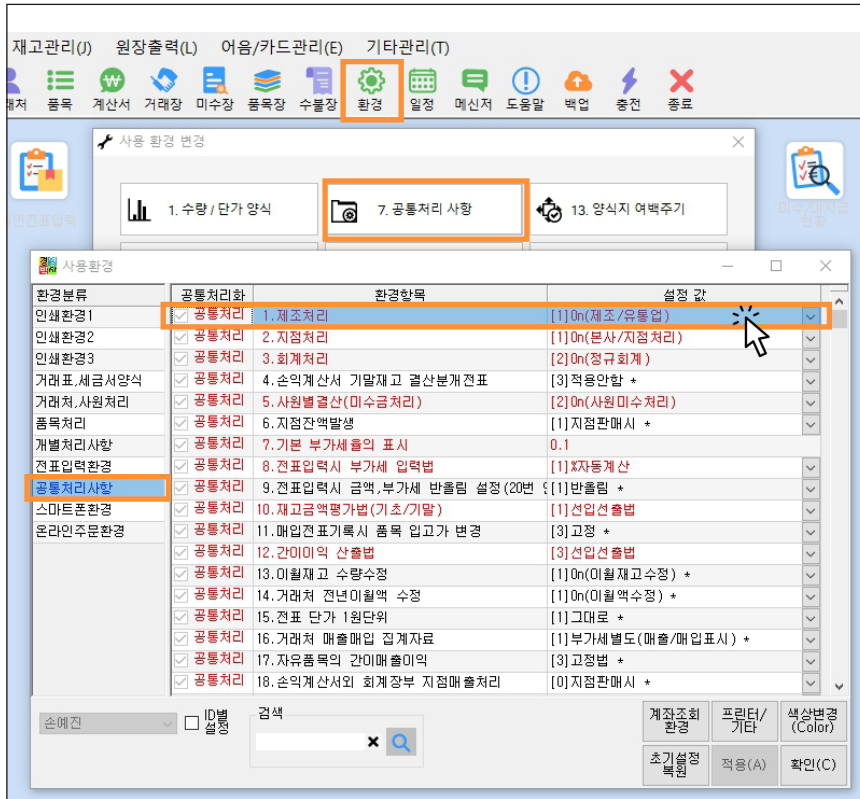 재고관리(J) 원장출력(L) 어음/카드관리(E) 기타관리(T)
래처 품목 계산서 거래장 미수장 품목장 수불장 환경 일정 메신저 도움말 백업 충전 종료
사용 환경 변경
1. 수량 / 단가 양식 7. 공통처리 사항 13. 양식지 여백주기
현황
사용환경
환경분류 공통처리화 환경항목 설정 값
인쇄환경1 공통처리 1.제조처리 [1]On(제조/유통업)
인쇄환경2 공통처리 2.지점처리 [1]On(본사/지점처리)
인쇄환경3 공통처리 3.회계처리 [2]On(정규회계)
거래표,세금서양식 공통처리 4.손익계산서 기말재고 결산분개전표 [3]적용안함 *
거래처,사원처리 공통처리 5.사원별결산(미수금처리) [2]On(사원미수처리)
품목처리 공통처리 6.지점잔액발생 [1]지점판매시 *
개별처리사항 공통처리 7.기본 부가세율의 표시 0.1
전표입력환경 공통처리 8.전표입력시 부가세 입력법 [1]%자동계산
공통처리사항 공통처리 9.전표입력시 금액,부가세 반올림 설정(20번 [1]반올림 *
스마트폰환경 공통처리 10.재고금액평가법(기초/기말) [1]선입선출법
온라인주문환경 공통처리 11.매입전표기록시 품목 입고가 변경 [3]고정 *
공통처리 12.간이이익 산출법 [3]선입선출법
공통처리 13.이월재고 수량수정 [1]On(이월재고수정) *
공통처리 14.거래처 전년이월액 수정 [1]On(이월액수정) *
공통처리 15.전표 단가 1원단위 [1]그대로 *
공통처리 16.거래처 매출매입 집계자료 [1]부가세별도(매출/매입표시) *
공통처리 17.자유품목의 간이매출이익 [3]고정법 *
공통처리 18.손익계산서외 회계장부 지점매출처리 [0]지점판매시 *
손예진 ID별 설정 검색
계좌조회 환경 프린터/ 기타 색상변경 (Color)
초기설정 복원 적용(A) 확인(C)